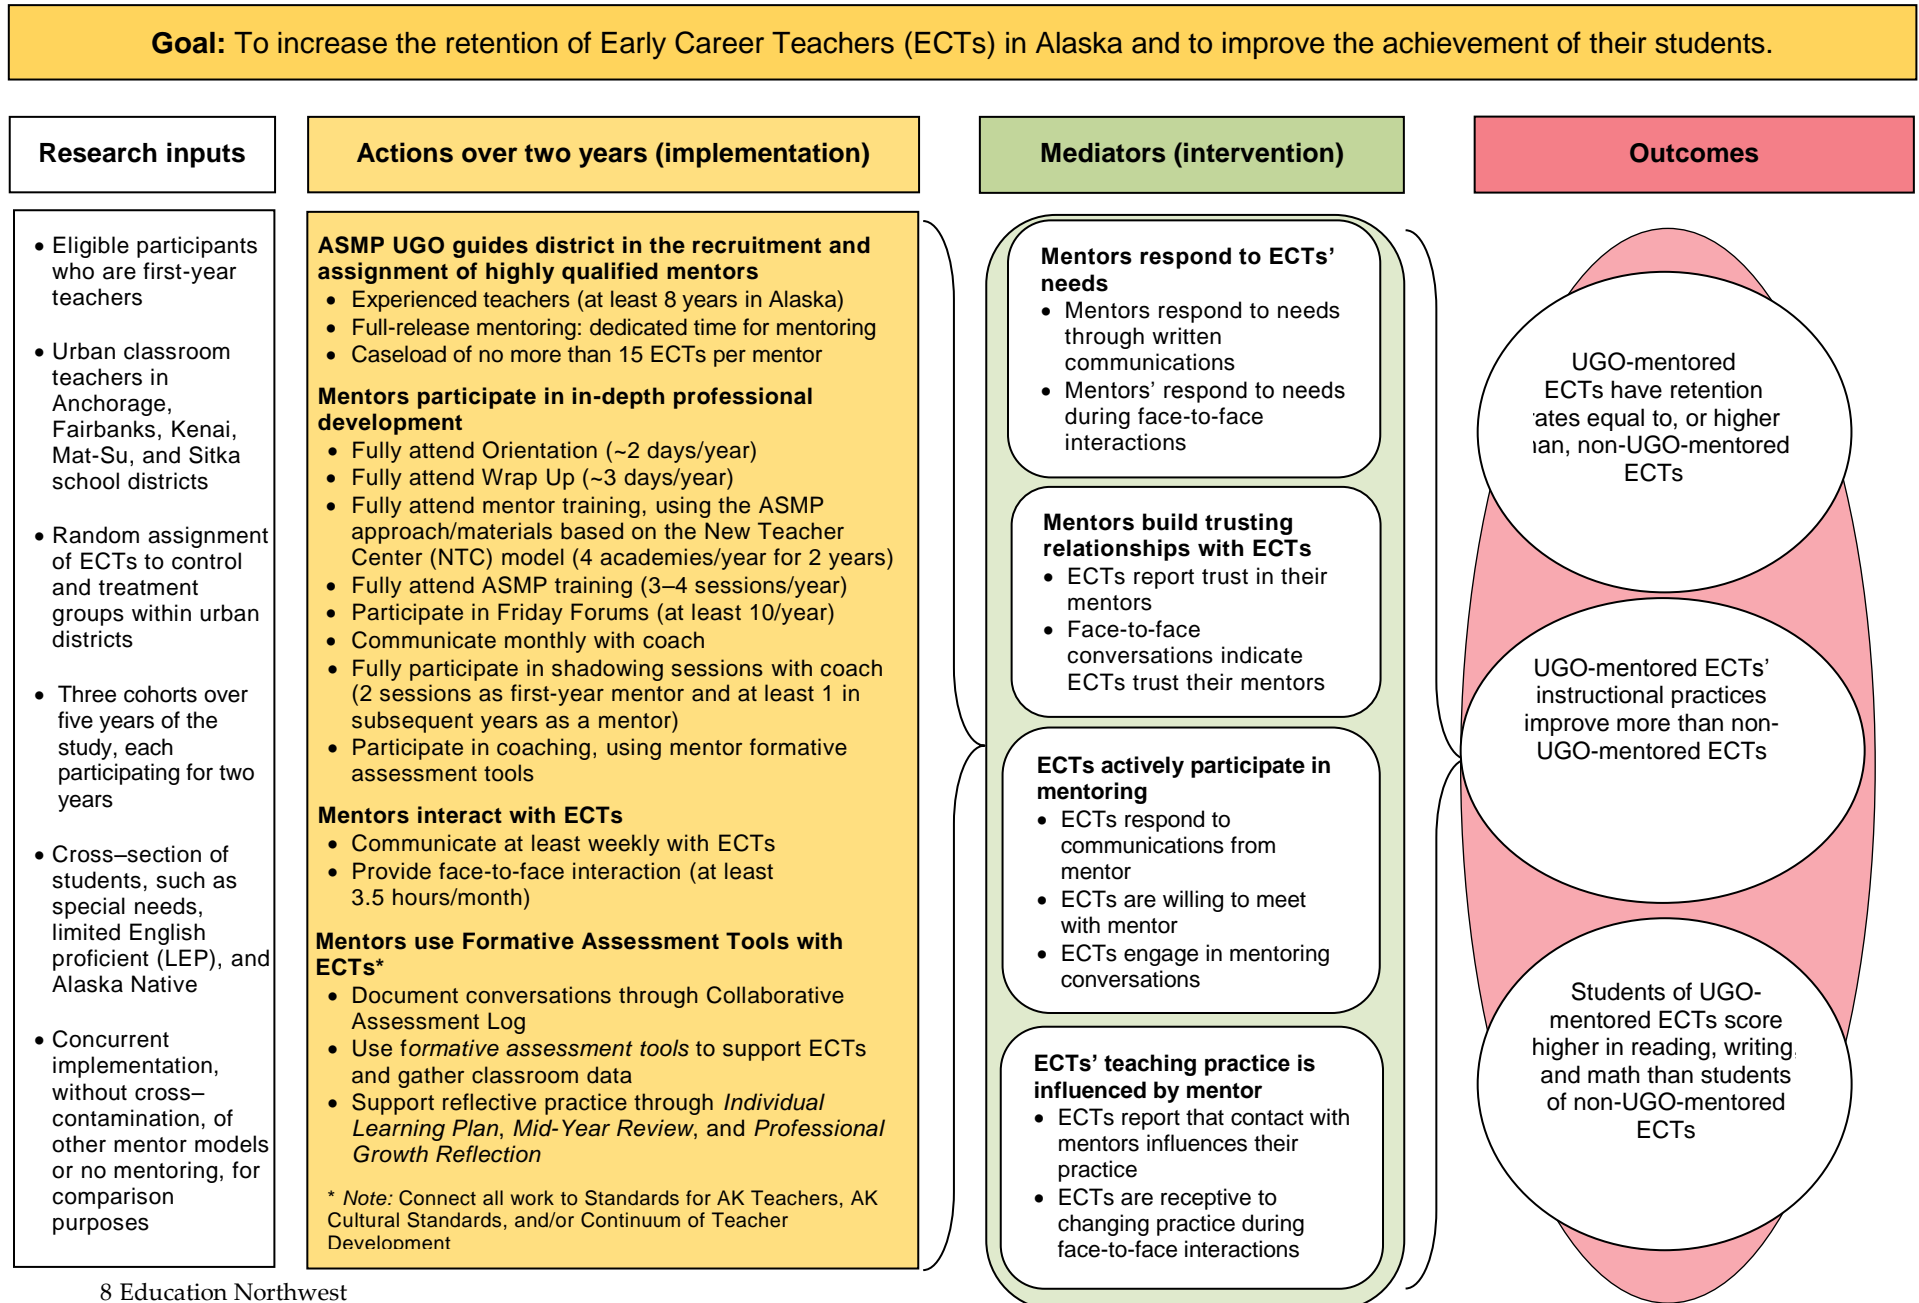 Goal: To increase the retention of Early Career Teachers (ECTs) in Alaska and to improve the achievement of their students.
Research inputs
• Eligible participants
who are first-year
teachers
• Urban classroom
teachers in
Anchorage,
Fairbanks, Kenai,
Mat-Su, and Sitka
school districts
• Random assignment
of ECTs to control
and treatment
groups within urban
districts
• Three cohorts over
five years of the
study, each
participating for two
years
• Cross–section of
students, such as
special needs,
limited English
proficient (LEP), and
Alaska Native
• Concurrent
implementation,
without cross–
contamination, of
other mentor models
or no mentoring, for
comparison
purposes
Actions over two years (implementation)
ASMP UGO guides district in the recruitment and
assignment of highly qualified mentors
• Experienced teachers (at least 8 years in Alaska)
• Full-release mentoring: dedicated time for mentoring
• Caseload of no more than 15 ECTs per mentor
Mentors participate in in-depth professional
development
• Fully attend Orientation (~2 days/year)
• Fully attend Wrap Up (~3 days/year)
• Fully attend mentor training, using the ASMP
approach/materials based on the New Teacher
Center (NTC) model (4 academies/year for 2 years)
• Fully attend ASMP training (3–4 sessions/year)
• Participate in Friday Forums (at least 10/year)
• Communicate monthly with coach
• Fully participate in shadowing sessions with coach
(2 sessions as first-year mentor and at least 1 in
subsequent years as a mentor)
• Participate in coaching, using mentor formative
assessment tools
Mentors interact with ECTs
• Communicate at least weekly with ECTs
• Provide face-to-face interaction (at least
3.5 hours/month)
Mentors use Formative Assessment Tools with
ECTs*
• Document conversations through Collaborative
Assessment Log
• Use formative assessment tools to support ECTs
and gather classroom data
• Support reflective practice through Individual
Learning Plan, Mid-Year Review, and Professional
Growth Reflection
* Note: Connect all work to Standards for AK Teachers, AK
Cultural Standards, and/or Continuum of Teacher
Development
Mediators (intervention)
Mentors respond to ECTs'
needs
• Mentors respond to needs
through written
communications
• Mentors' respond to needs
during face-to-face
interactions
Mentors build trusting
relationships with ECTs
• ECTs report trust in their
mentors
• Face-to-face
conversations indicate
ECTs trust their mentors
ECTs actively participate in
mentoring
• ECTs respond to
communications from
mentor
• ECTs are willing to meet
with mentor
• ECTs engage in mentoring
conversations
ECTs' teaching practice is
influenced by mentor
• ECTs report that contact with
mentors influences their
practice
• ECTs are receptive to
changing practice during
face-to-face interactions
Outcomes
UGO-mentored
ECTs have retention
ates equal to, or higher
an, non-UGO-mentored
ECTs
UGO-mentored ECTs'
instructional practices
improve more than non-
UGO-mentored ECTs
Students of UGO-
mentored ECTs score
higher in reading, writing,
and math than students
of non-UGO-mentored
ECTs
8 Education Northwest